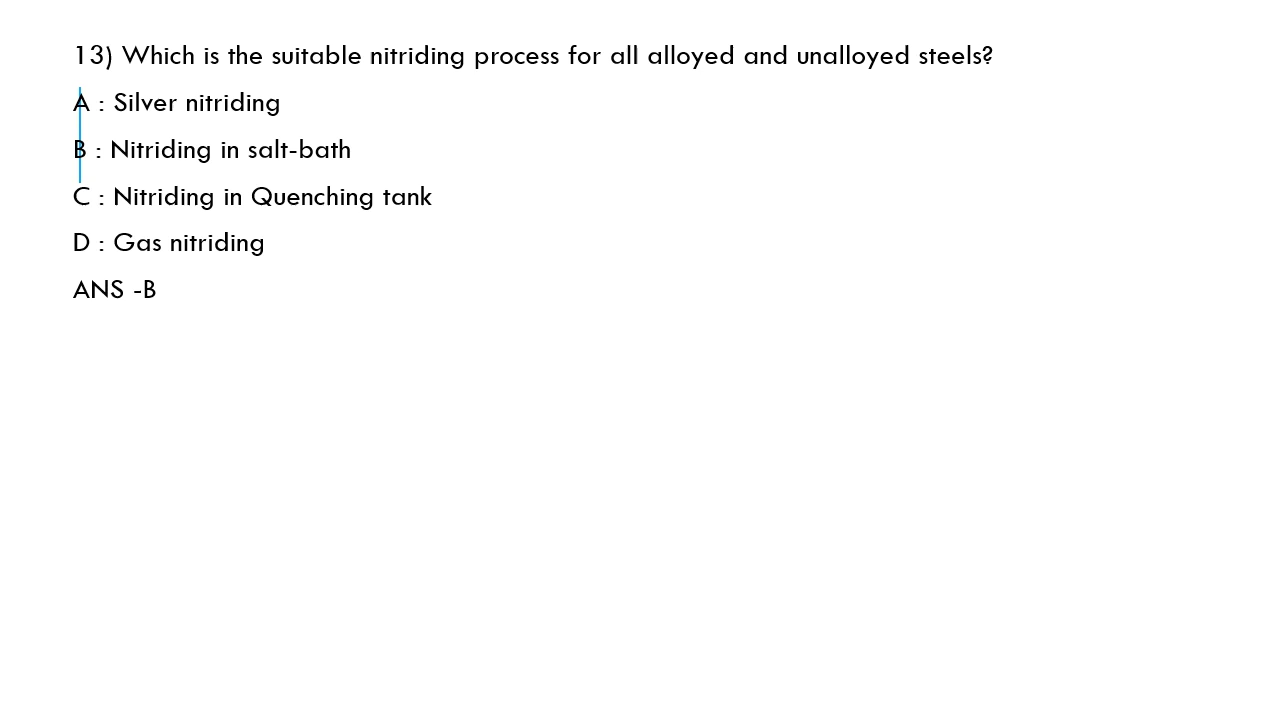 13) Which is the suitable nitriding process for all alloyed and unalloyed steels?
A : Silver nitriding
B : Nitriding in salt-bath
C : Nitriding in Quenching tank
D : Gas nitriding
ANS -B